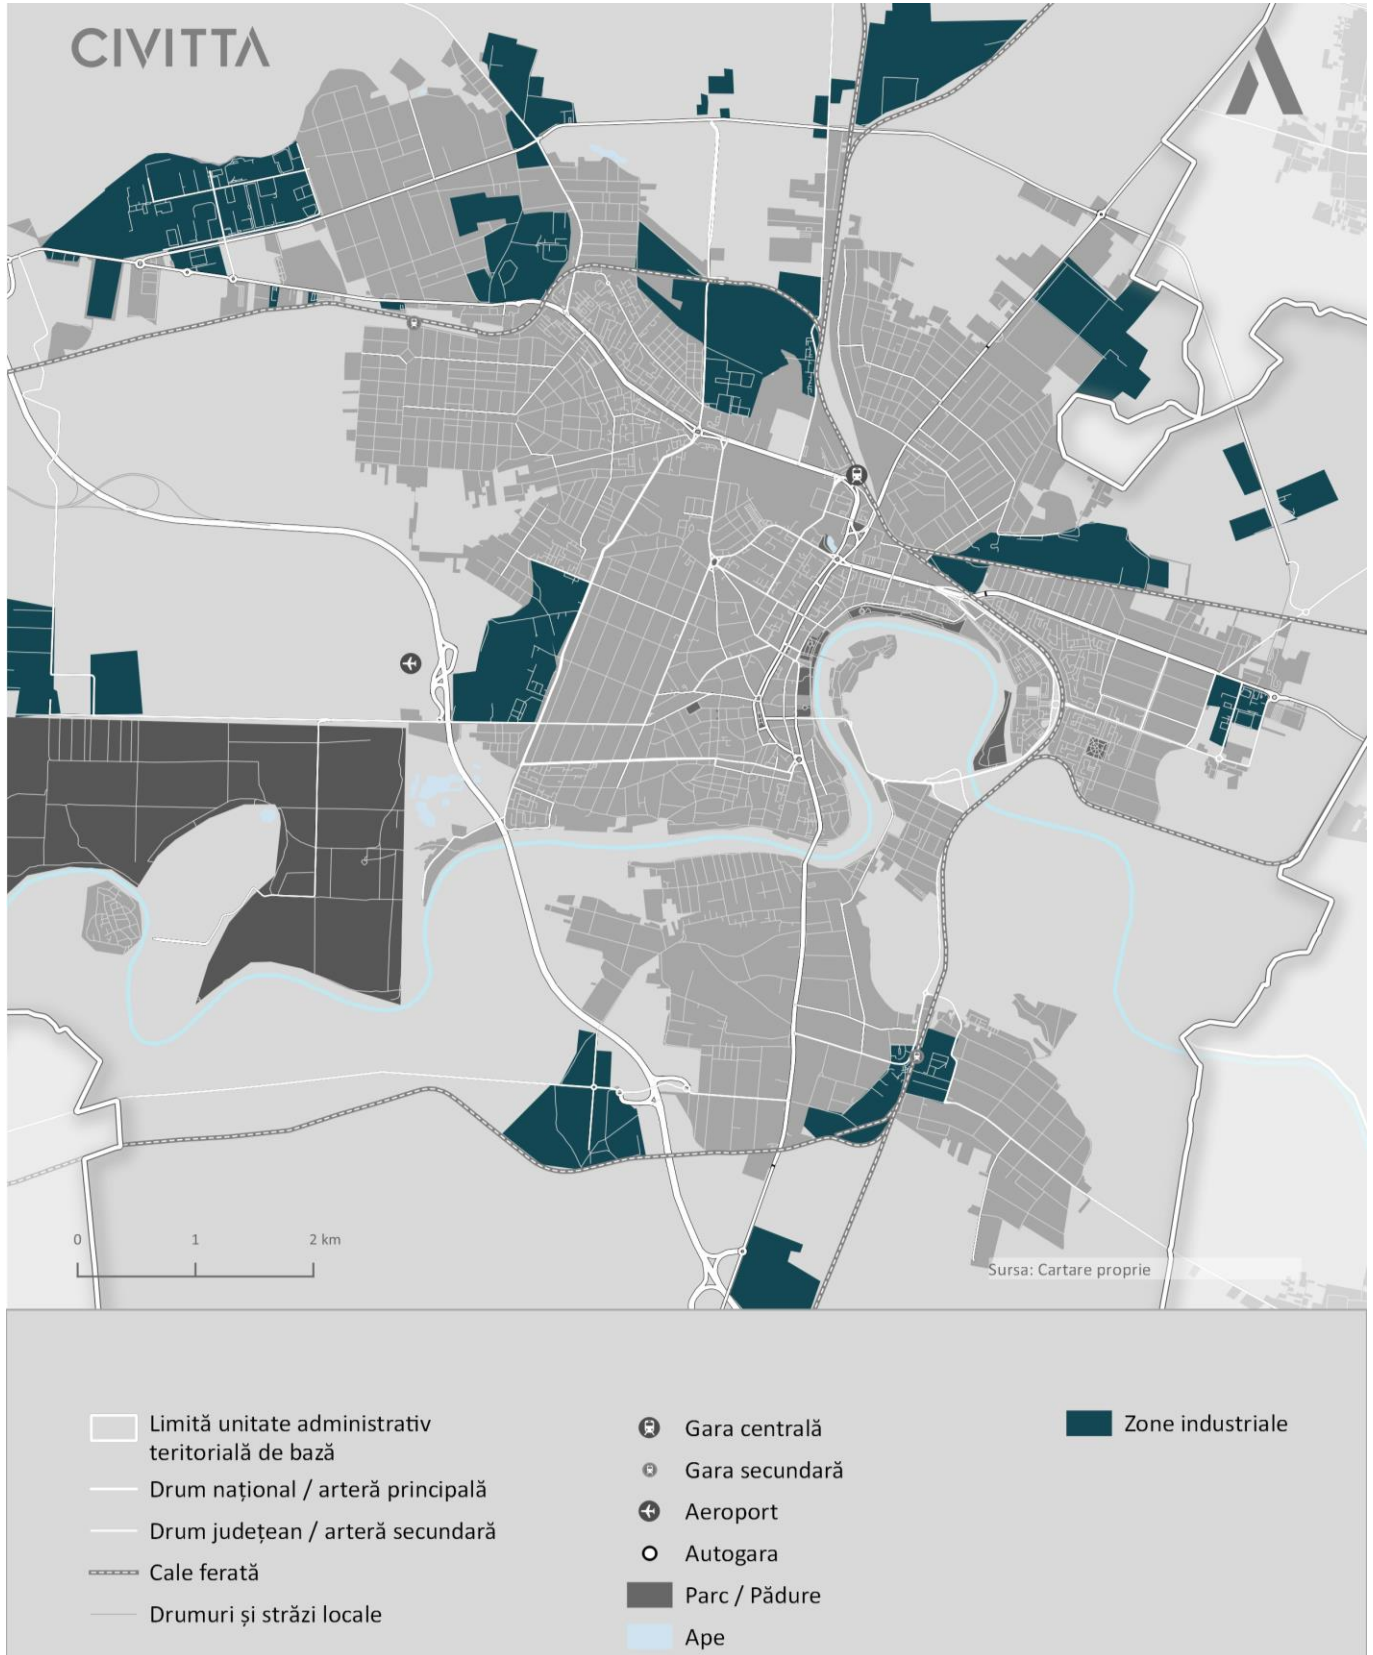 CIVITTA
0 1 2 km
Sursa: Cartare proprie
Limită unitate administrativ
teritorială de bază
Drum național / arteră principală
Drum județean / arteră secundară
Cale ferată
Drumuri și străzi locale
Gara centrală
Gara secundară
Aeroport
Autogara
Parc / Pădure
Ape
Zone industriale